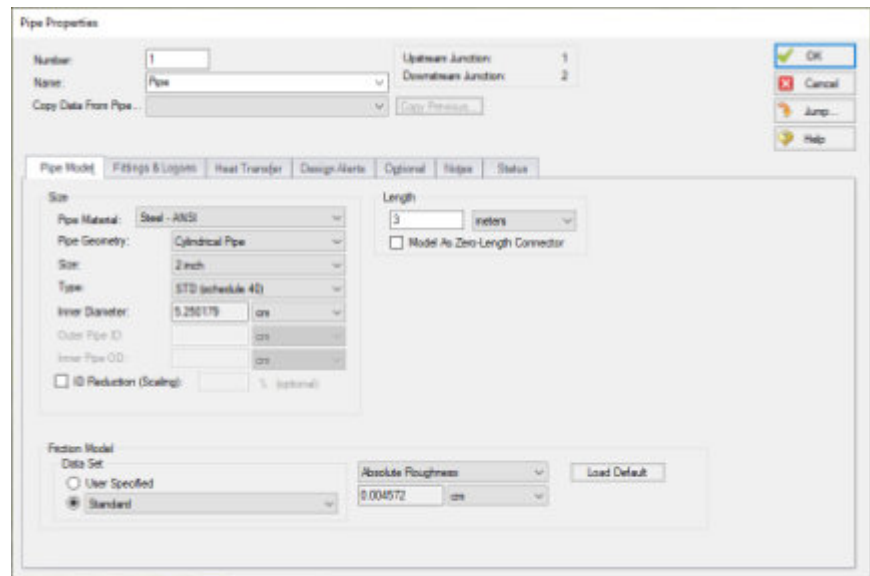 Pipe Properties
Number: 1
Name: Pipe
Copy Data From Pipe... Copy Previous...
Upstream Junction: 1
Downstream Junction: 2
OK
Cancel
Jump...
Help
Pipe Model Fittings & Losses Heat Transfer Design Alerts Optional Notes Status
Size
Pipe Material: Steel - ANSI
Pipe Geometry: Cylindrical Pipe
Size: 2 inch
Type: STD (schedule 40)
Inner Diameter: 5.250179 cm
Outer Pipe ID: cm
Inner Pipe OD: cm
ID Reduction (Scaling): % (optional)
Length
3 meters
Model As Zero-Length Connector
Friction Model
Data Set
User Specified
Standard
Absolute Roughness
0.004572 cm
Load Default